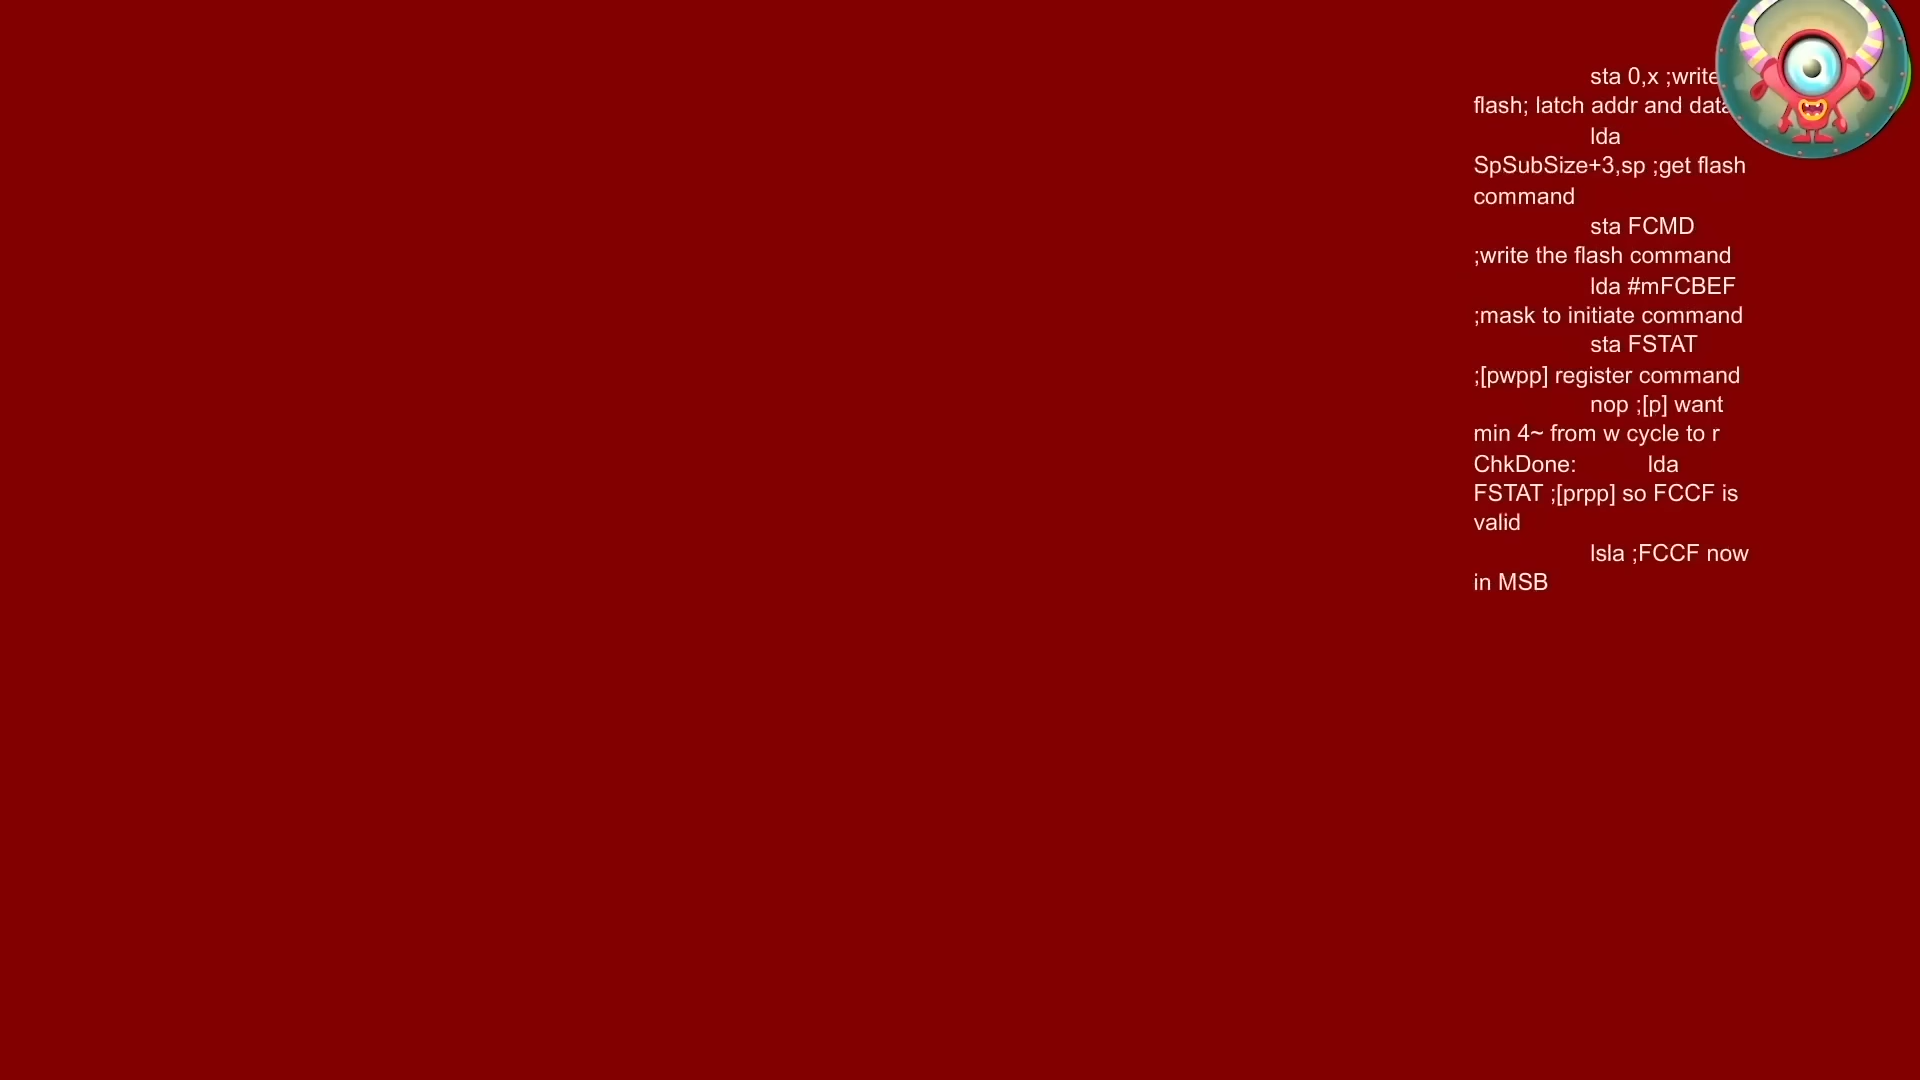 sta 0,x ;write
flash; latch addr and data
lda
SpSubSize+3,sp ;get flash
command
sta FCMD
;write the flash command
lda #mFCBEF
;mask to initiate command
sta FSTAT
;[pwpp] register command
nop ;[p] want
min 4~ from w cycle to r
ChkDone: lda
FSTAT ;[prpp] so FCCF is
valid
lsla ;FCCF now
in MSB